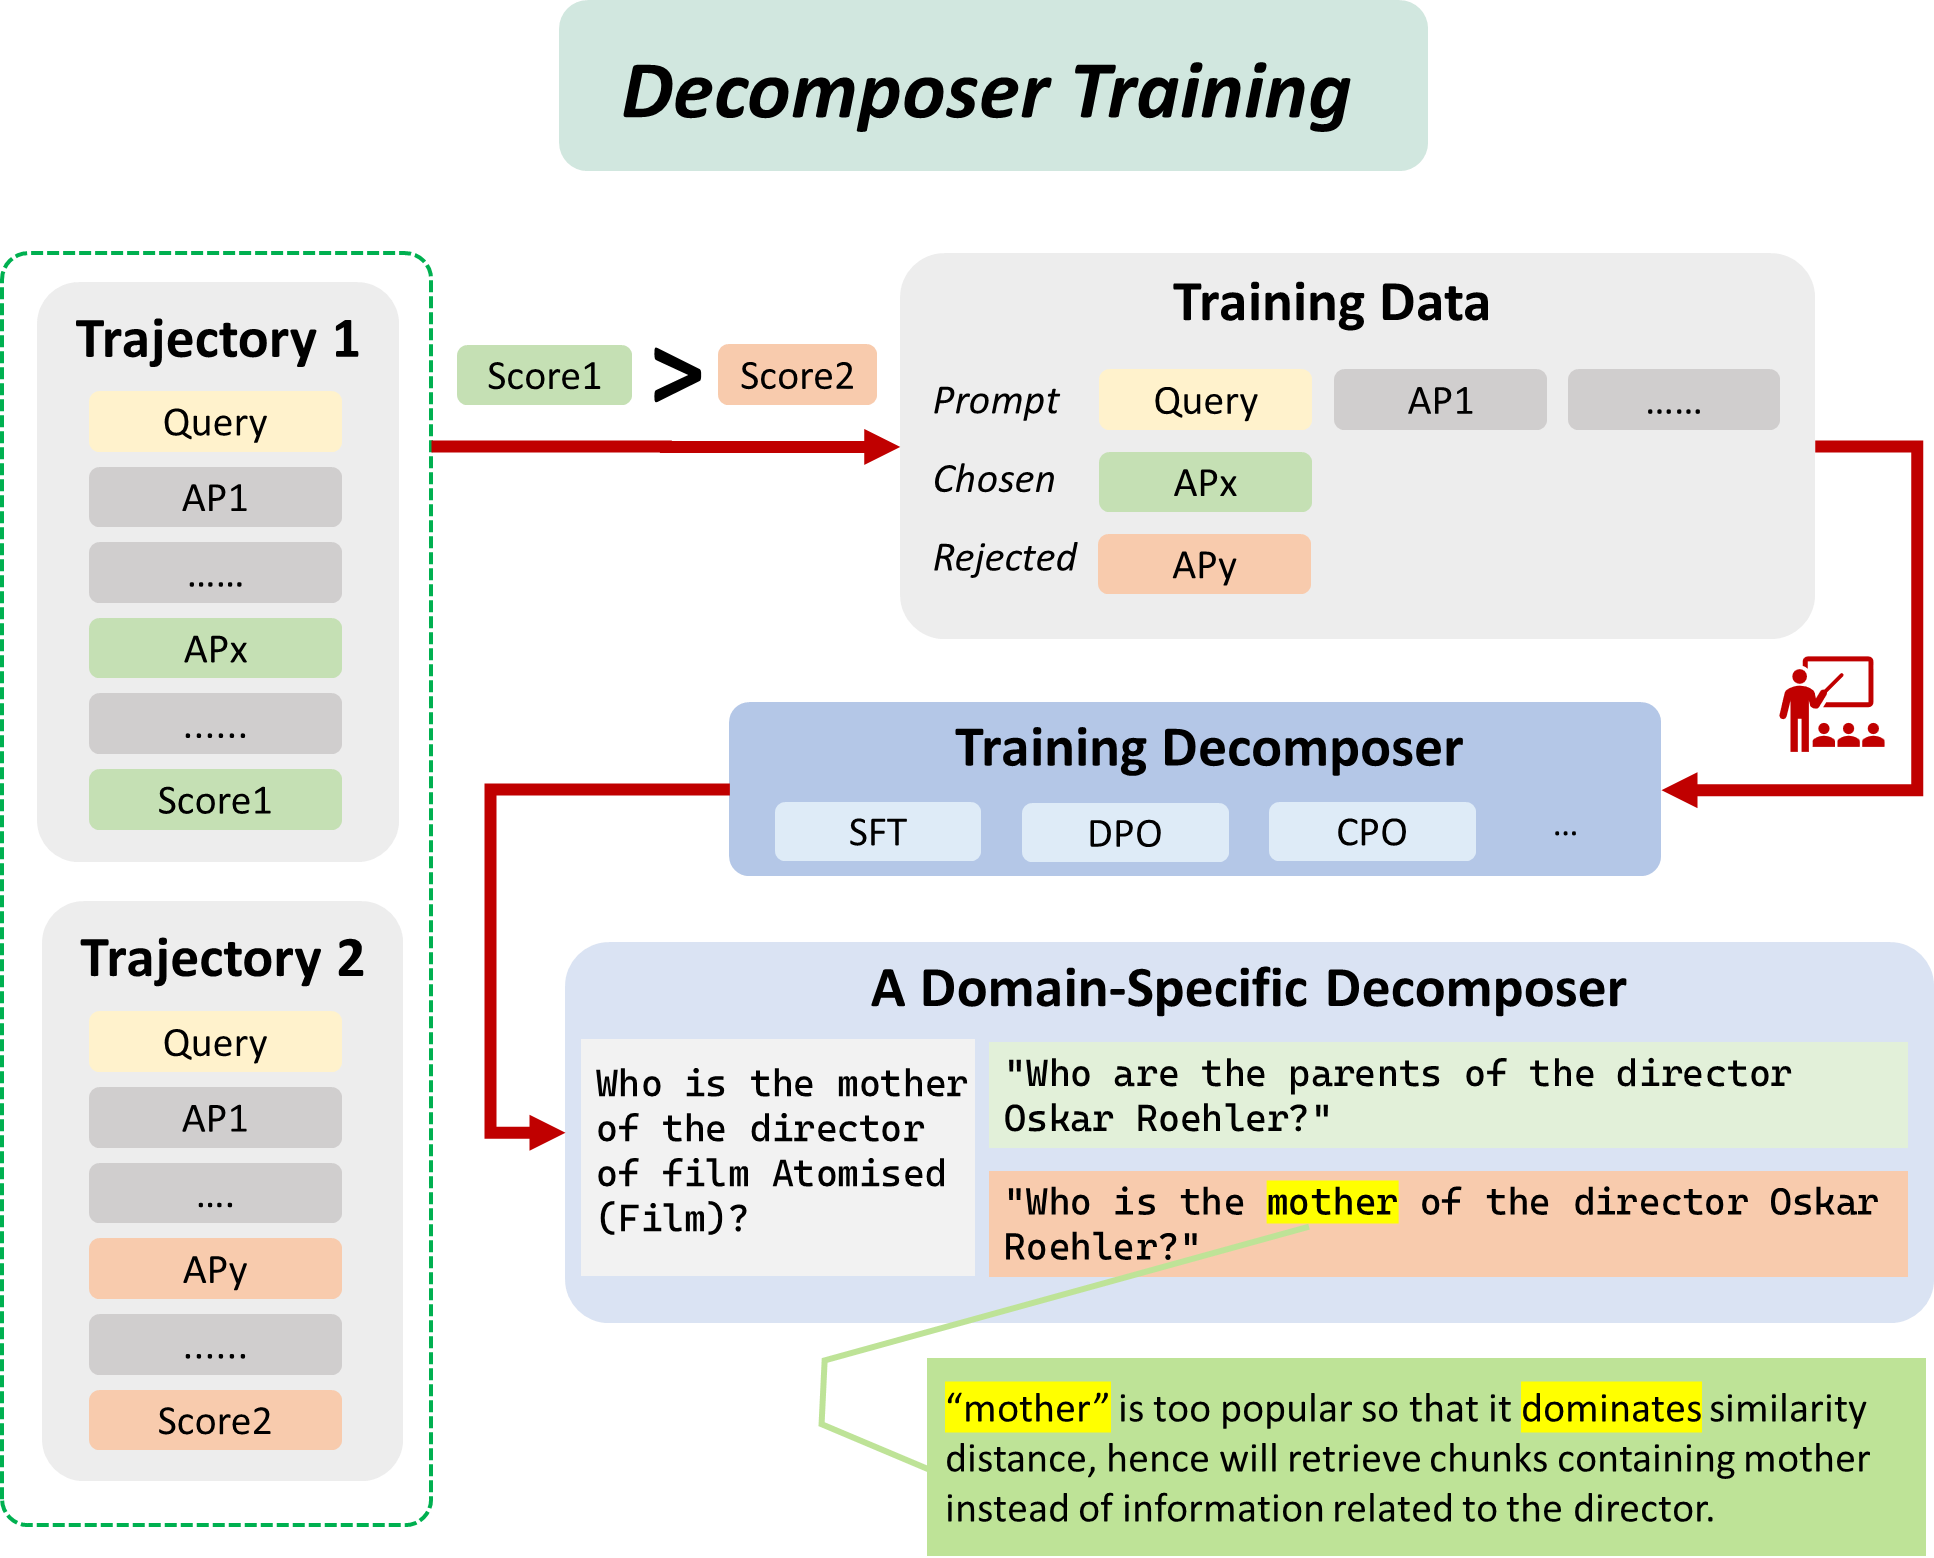 Decomposer Training
Trajectory 1
Query
AP1
......
APx
......
Score1
Trajectory 2
Query
AP1
....
APy
......
Score2
Score1 > Score2
Training Data
Prompt Query AP1 ......
Chosen APx
Rejected APy
Training Decomposer
SFT DPO CPO ...
A Domain-Specific Decomposer
Who is the mother
of the director
of film Atomised
(Film)?
"Who are the parents of the director
Oskar Roehler?"
"Who is the mother of the director Oskar
Roehler?"
“mother” is too popular so that it dominates similarity
distance, hence will retrieve chunks containing mother
instead of information related to the director.